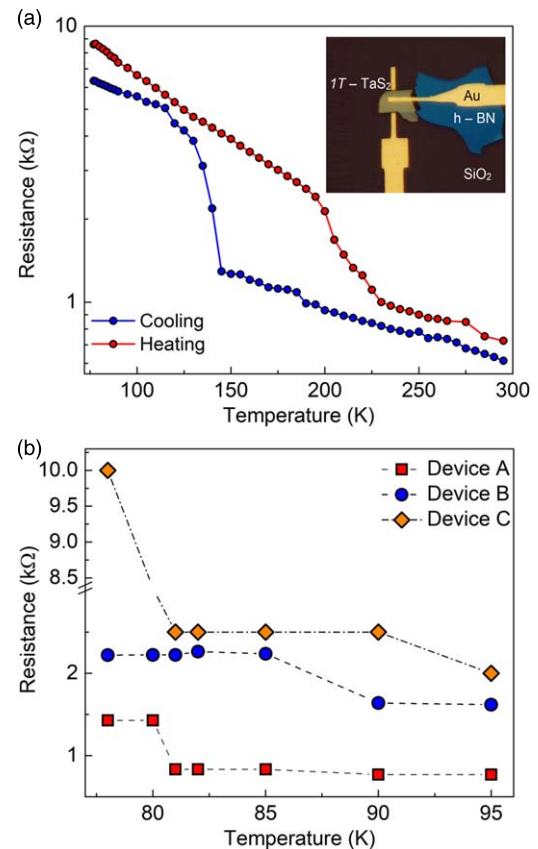 (a)
10
1
Resistance (kΩ)
1T – TaS₂
Au
h – BN
SiO₂
Cooling
Heating
100 150 200 250 300
Temperature (K)
(b)
10.0
9.5
9.0
8.5
2
1
Resistance (kΩ)
Device A
Device B
Device C
80 85 90 95
Temperature (K)